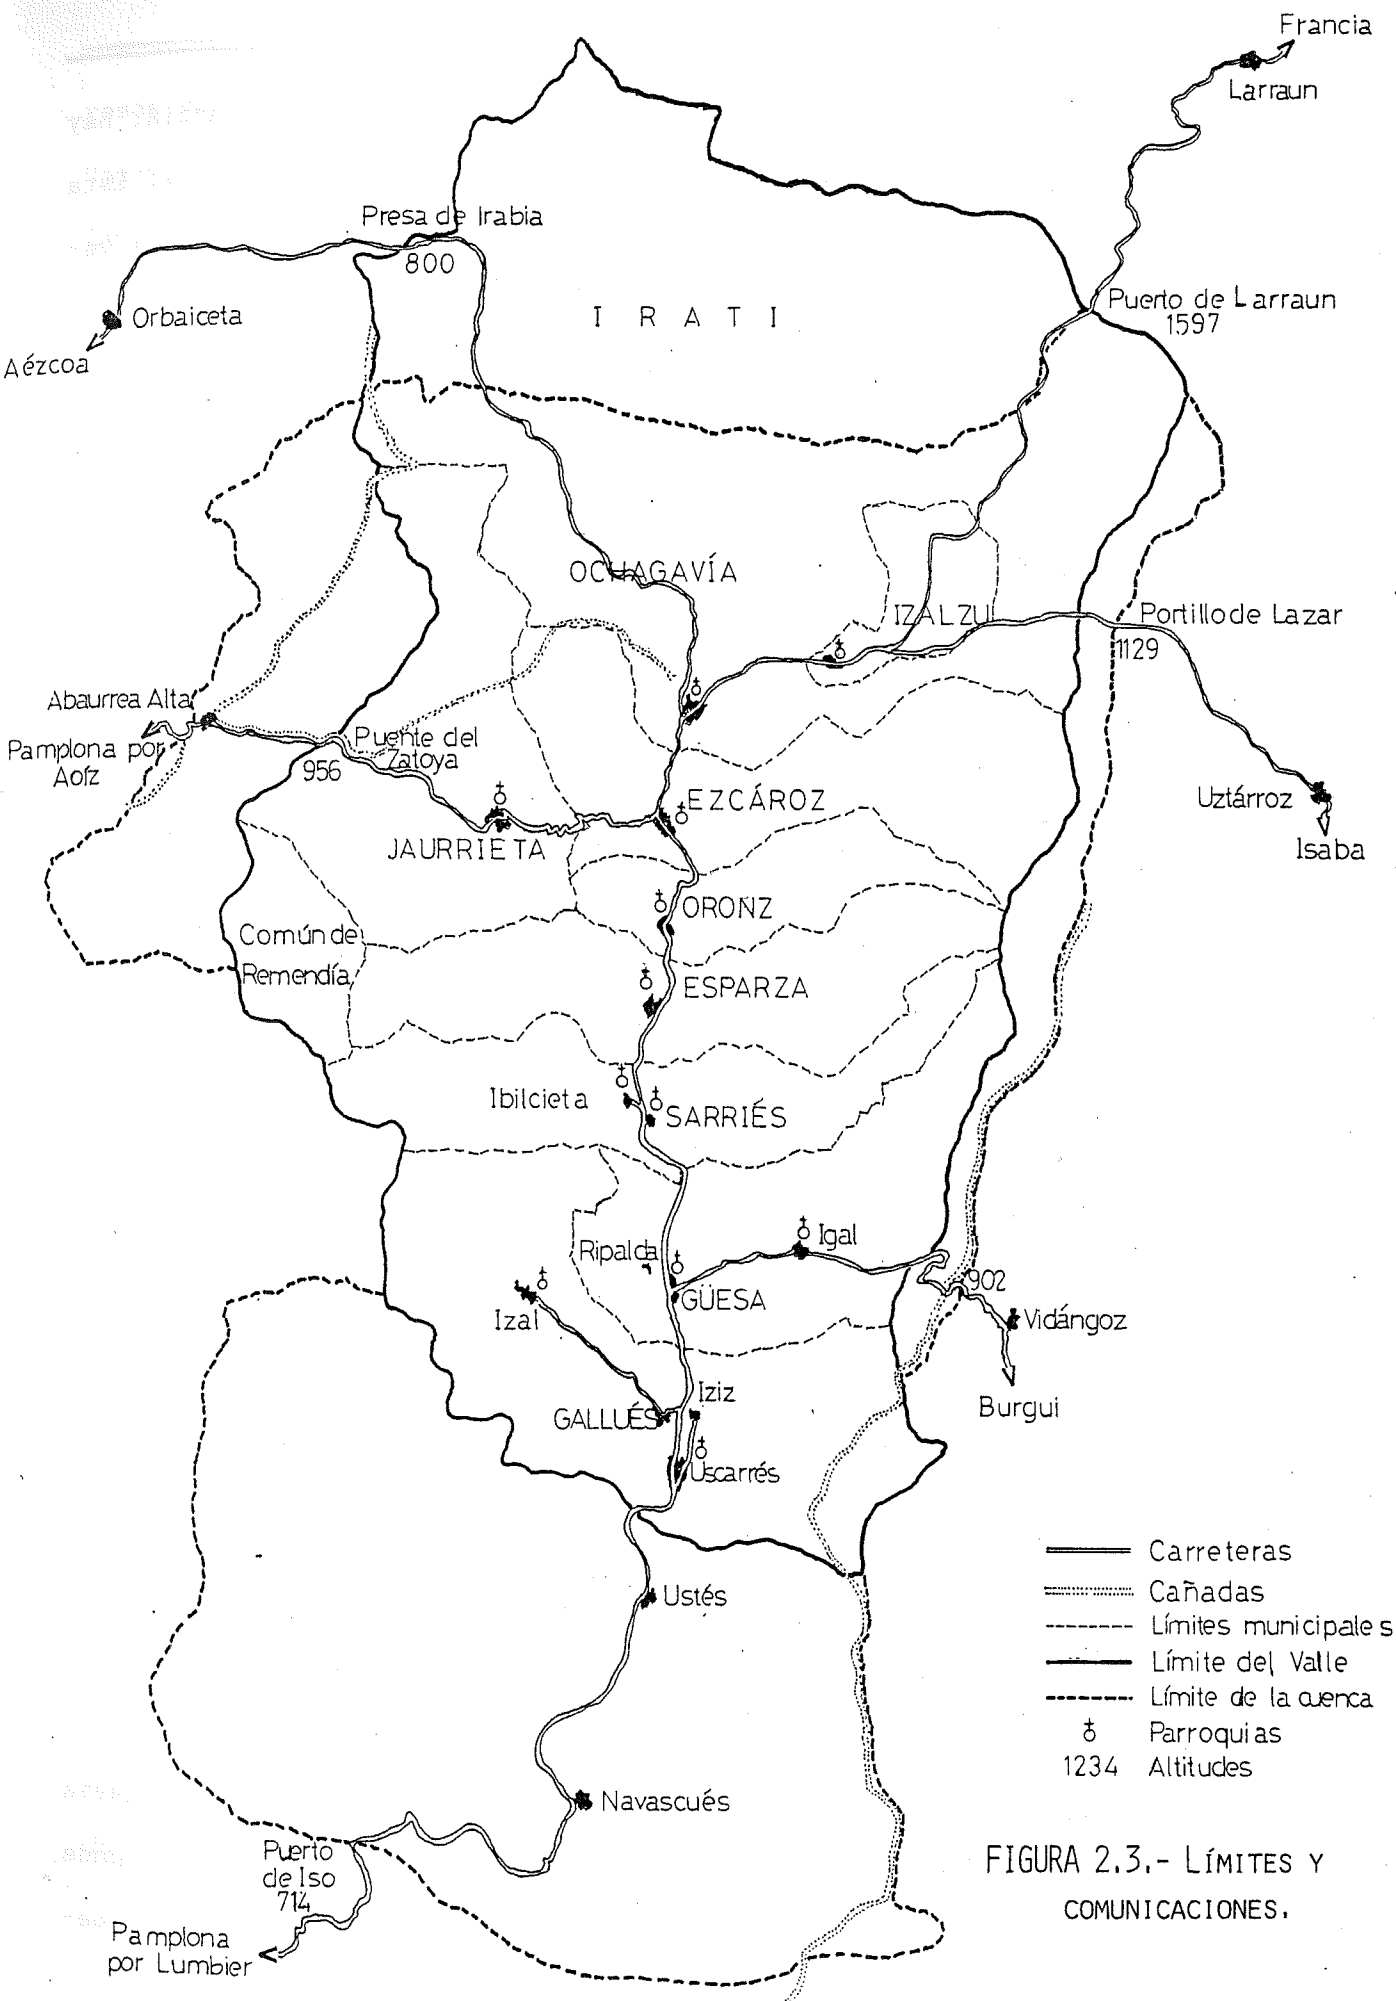 Francia
Larraun
Presa de Irabia
800
Orbaiceta
Aézcoa
I R A T I
Puerto de Larraun
1597
OCHAGAVÍA
IZALZU
Portillo de Lazar
1129
Abaurrea Alta
Pamplona por
Aoíz
Puente del
Zatoya
956
Uztárroz
Isaba
EZCÁROZ
JAURRIETA
ORONZ
Común de
Remendía
ESPARZA
Ibilcieta
SARRIÉS
Igal
Ripalda
GÜESA
902
Izal
Vidángoz
Iziz
Burgui
GALLUÉS
Uscarrés
Ustés
Navascués
Puerto
de Iso
714
Pamplona
por Lumbier
Carreteras
Cañadas
Límites municipales
Límite del Valle
Límite de la cuenca
Parroquias
1234 Altitudes
FIGURA 2.3.- LÍMITES Y
COMUNICACIONES.